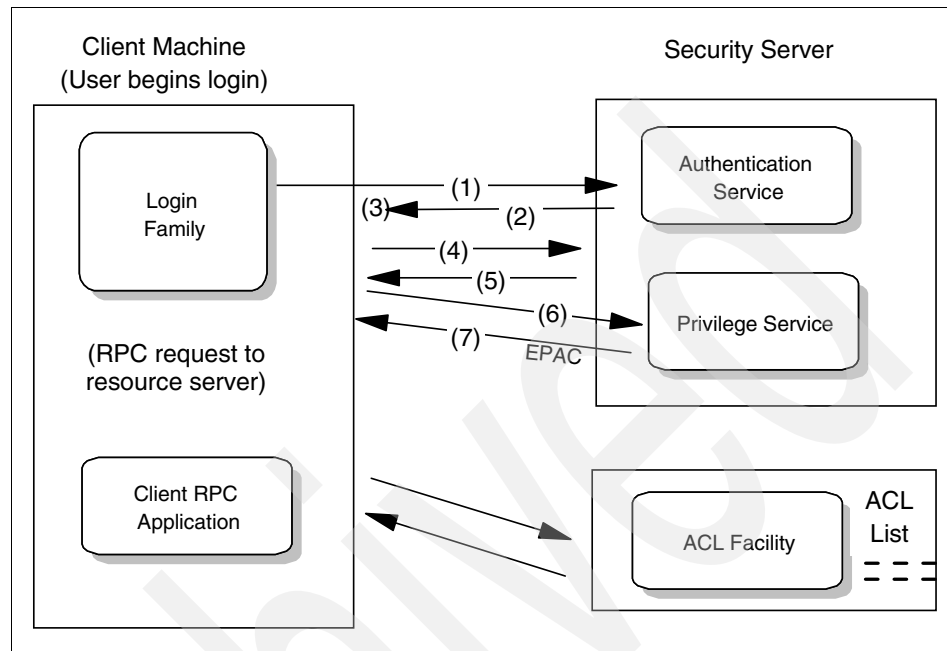 Client Machine
(User begins login)
Security Server
Login
Family
Authentication
Service
(1)
(3)
(2)
(4)
(5)
(6)
(7)
EPAC
Privilege Service
(RPC request to
resource server)
Client RPC
Application
ACL Facility
ACL
List
hived